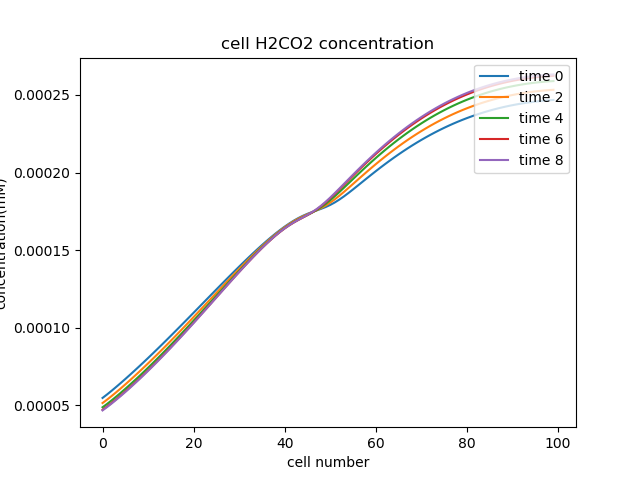 cell H2CO2 concentration
time 0
time 2
time 4
time 6
time 8
0.00025
0.00020
0.00015
0.00010
0.00005
concentration(mM)
0 20 40 60 80 100
cell number